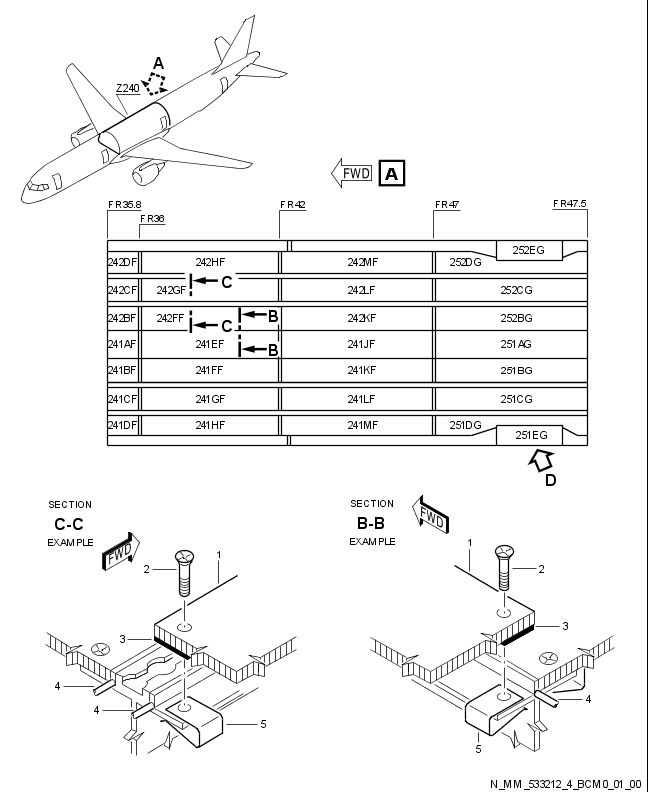 A
Z240
FWD A
FR35.8 FR42 FR47 FR47.5
FR36
252EG
242DF 242HF 242MF 252DG
C
242CF 242GF 242LF 252CG
B
242BF 242FF 242KF 252BG
C
241AF 241EF 241JF 251AG
B
241BF 241FF 241KF 251BG
241CF 241GF 241LF 251CG
241DF 241HF 241MF 251DG
251EG
D
SECTION
C-C
EXAMPLE
FWD
2
1
3
4
4
5
SECTION
B-B
EXAMPLE
FWD
1
2
3
4
5
N_MM_533212_4_BCM0_01_00